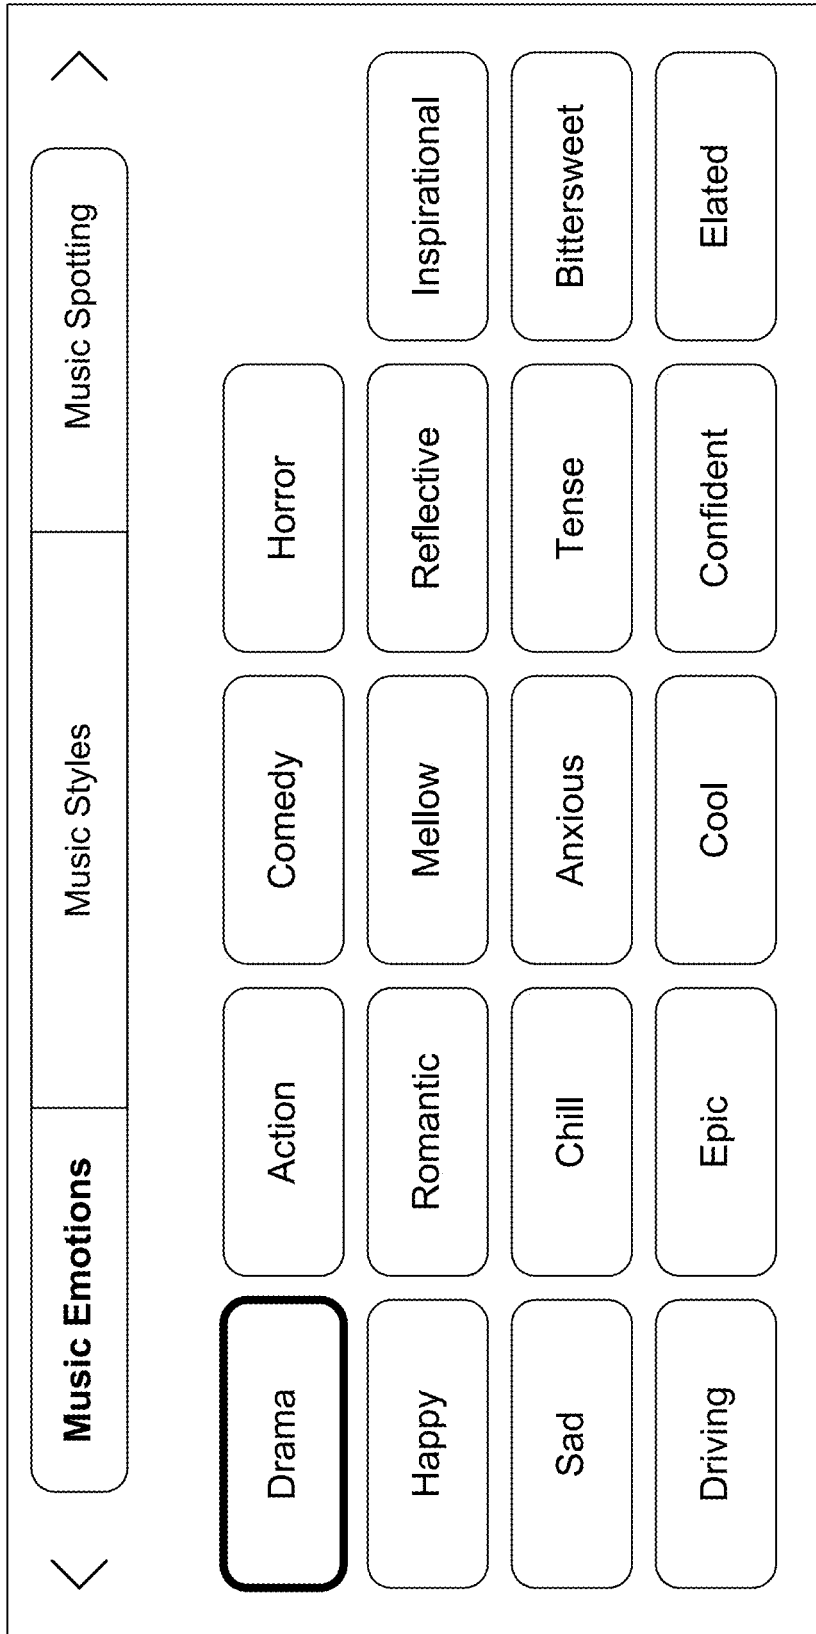 Music Emotions
Music Styles
Music Spotting
Drama
Action
Comedy
Horror
Happy
Romantic
Mellow
Reflective
Inspirational
Sad
Chill
Anxious
Tense
Bittersweet
Driving
Epic
Cool
Confident
Elated